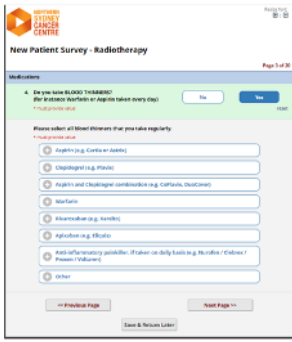 NORTHERN
SYDNEY
CANCER
CENTRE
New Patient Survey - Radiotherapy
Page 3 of 20
Medications
4. Do you take BLOOD THINNERS?
(for instance Warfarin or Aspirin taken every day)
* must provide value
No
Yes
reset
Please select all blood thinners that you take regularly.
* must provide value
Aspirin (e.g. Cartia or Astrix)
Clopidogrel (e.g. Plavix)
Aspirin and Clopidogrel combination (e.g. CoPlavix, DuoCover)
Warfarin
Rivaroxaban (e.g. Xarelto)
Apixaban (e.g. Eliquis)
Anti-inflammatory painkiller, if taken on daily basis (e.g. Nurofen / Celebrex /
/ Voltaren)
Other
<< Previous Page
Next Page >>
Save & Return Later